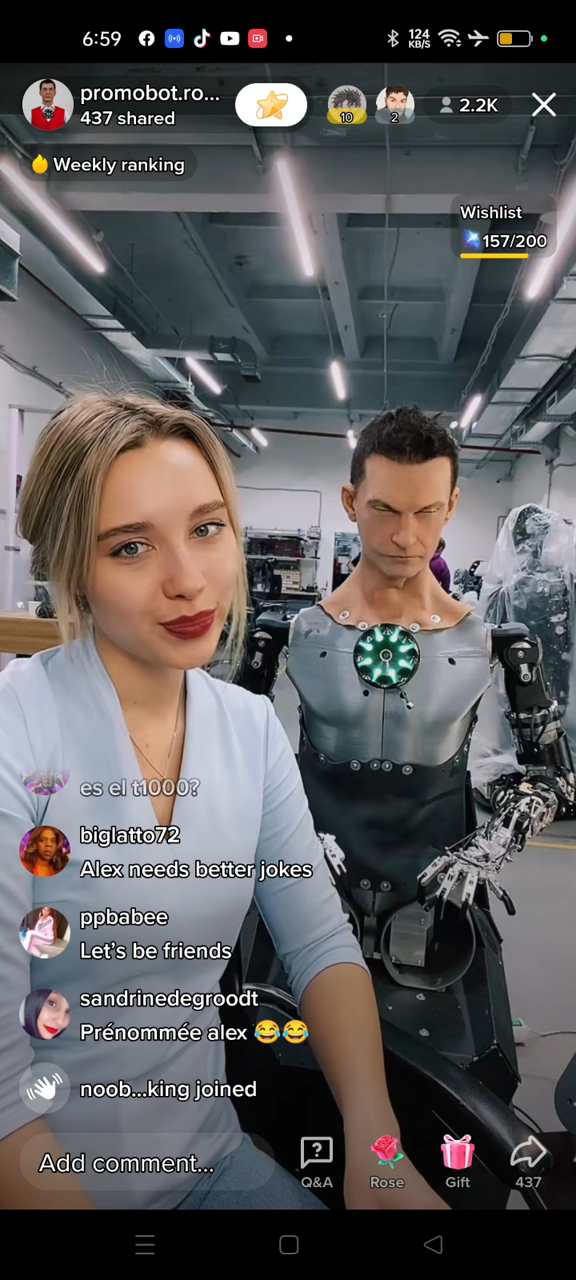 6:59
124
KB/S
promobot.ro...
437 shared
10
2
2.2K
Weekly ranking
Wishlist
157/200
es el t1000?
biglatto72
Alex needs better jokes
ppbabee
Let's be friends
sandrinedegroodt
Prénommée alex 😂😂
noob...king joined
Add comment...
Q&A
Rose
Gift
437